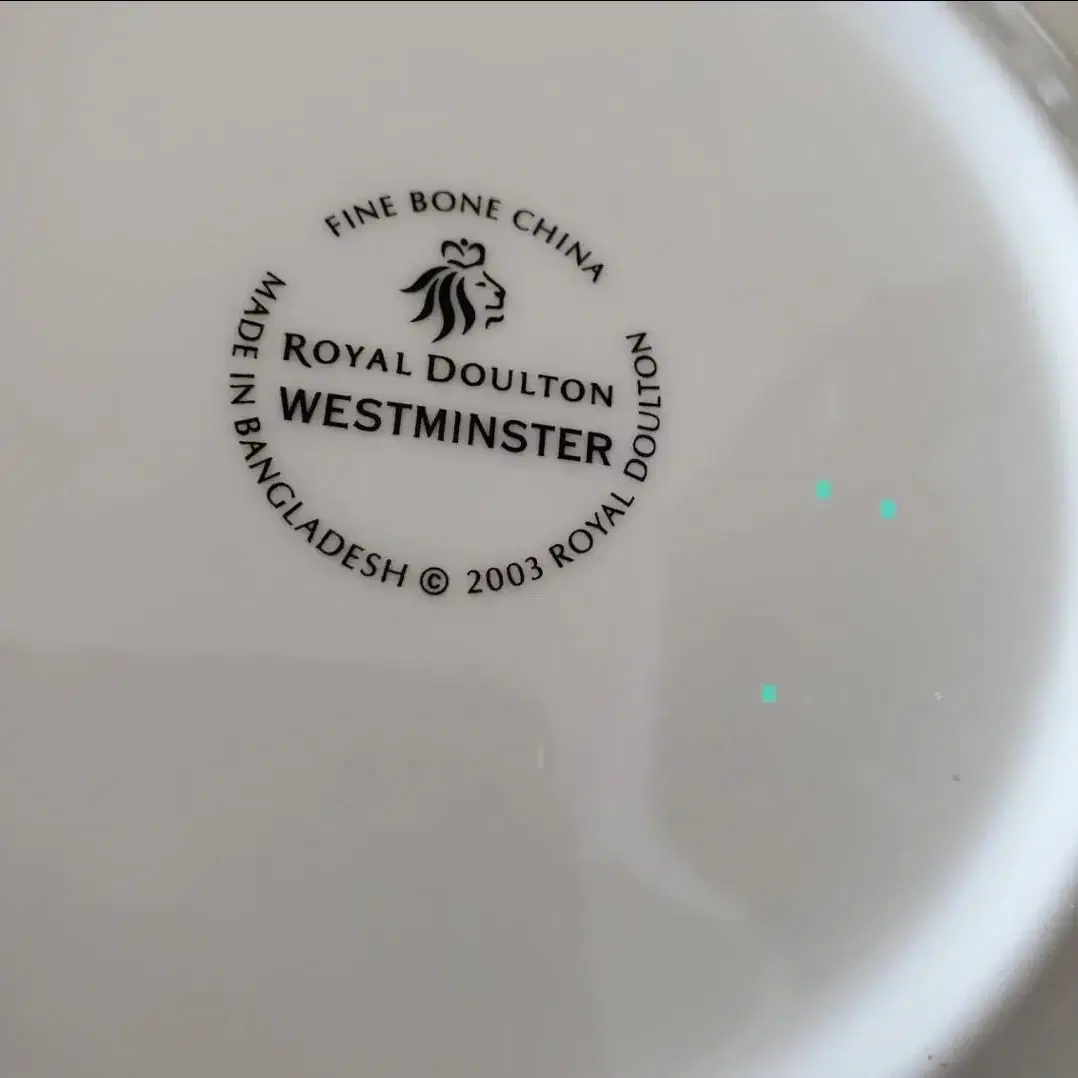 FINE BONE CHINA
ROYAL DOULTON
WESTMINSTER
MADE IN BANGLADESH © 2003 ROYAL DOULTON